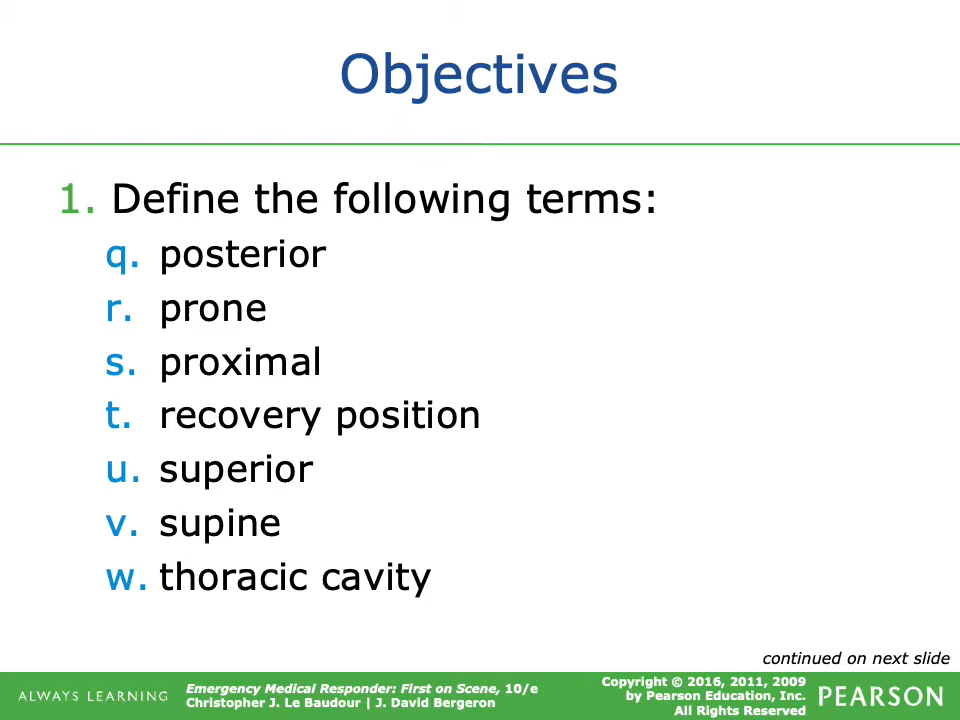 Objectives
1. Define the following terms:
q. posterior
r. prone
s. proximal
t. recovery position
u. superior
v. supine
w. thoracic cavity
continued on next slide
ALWAYS LEARNING
Emergency Medical Responder: First on Scene, 10/e
Christopher J. Le Baudour | J. David Bergeron
Copyright © 2016, 2011, 2009
by Pearson Education, Inc.
All Rights Reserved
PEARSON